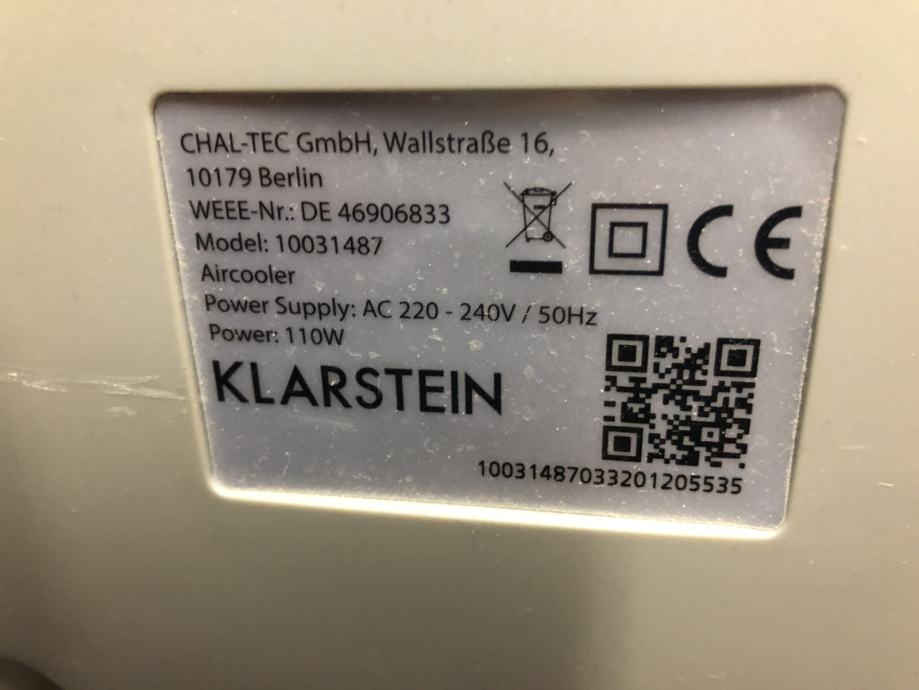 CHAL-TEC GmbH, Wallstraße 16,
10179 Berlin
WEEE-Nr.: DE 46906833
Model: 10031487
Aircooler
Power Supply: AC 220 - 240V / 50Hz
Power: 110W
CE
KLARSTEIN
10031487033201205535